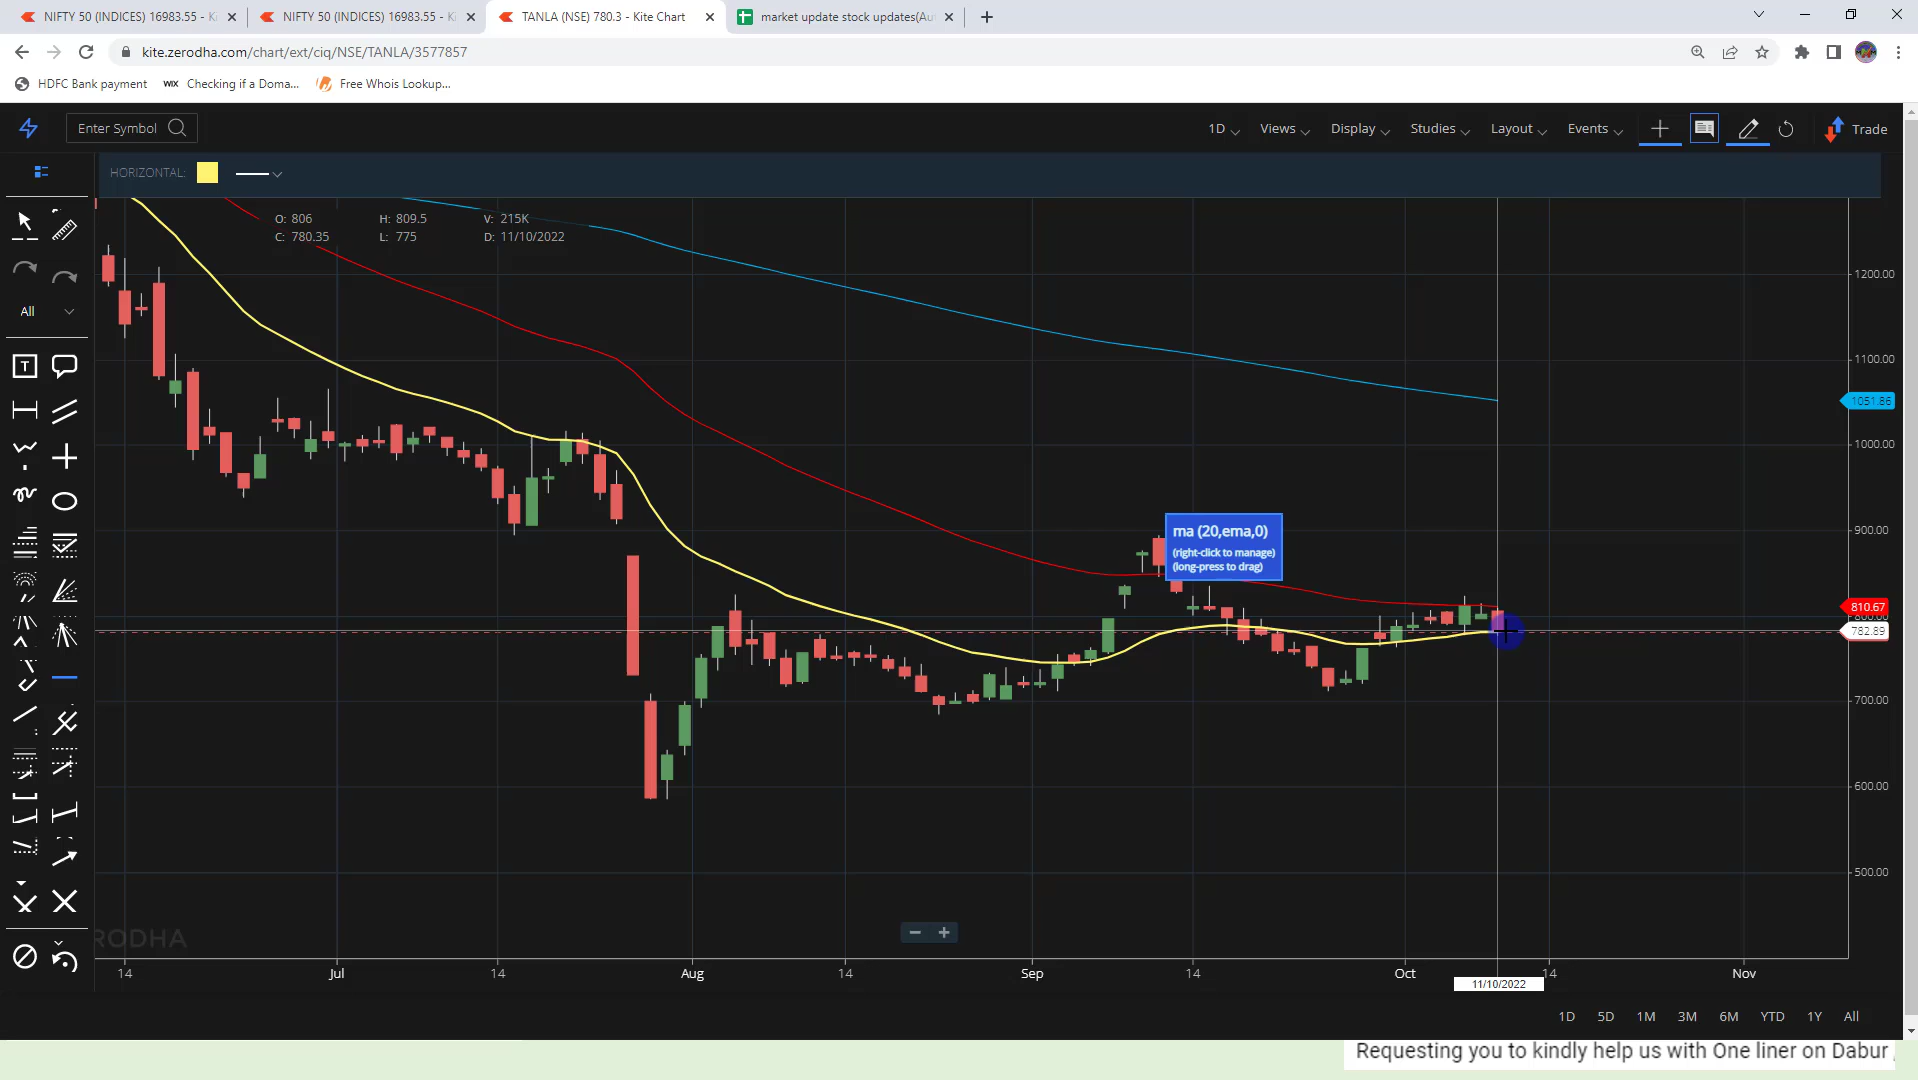 NIFTY 50 (INDICES) 16983.55 - Ki
NIFTY 50 (INDICES) 16983.55 - Ki
TANLA (NSE) 780.3 - Kite Chart
market update stock updates(Au
kite.zerodha.com/chart/ext/ciq/NSE/TANLA/3577857
HDFC Bank payment
WIX Checking if a Doma...
Free Whois Lookup...
Enter Symbol
1D
Views
Display
Studies
Layout
Events
Trade
HORIZONTAL:
O: 806 H: 809.5 V: 215K
C: 780.35 L: 775 D: 11/10/2022
All
T
ma (20,ema,0)
(right-click to manage)
(long-press to drag)
1200.00
1100.00
1051.86
1000.00
900.00
810.67
800.00
782.89
700.00
600.00
500.00
RODHA
14 Jul 14 Aug 14 Sep 14 Oct 14 Nov
11/10/2022
1D 5D 1M 3M 6M YTD 1Y All
Requesting you to kindly help us with One liner on Dabur